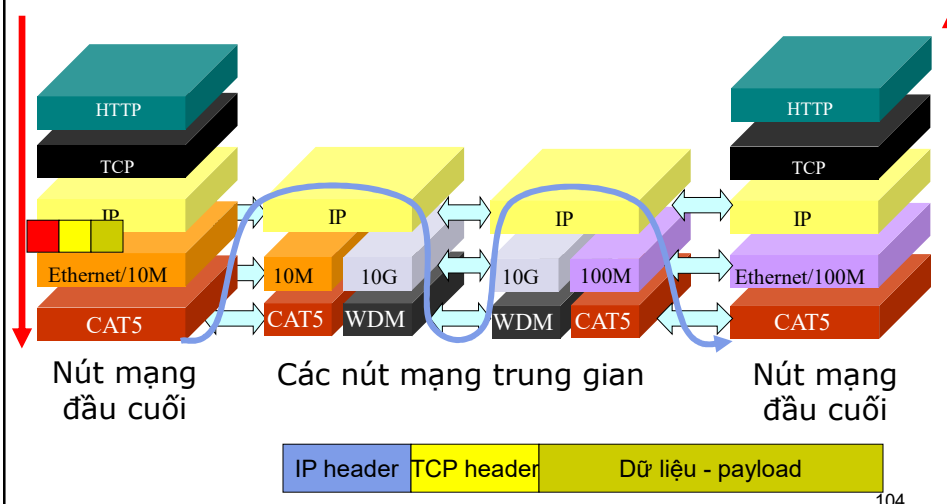 HTTP
HTTP
TCP
TCP
IP
IP
IP
IP
Ethernet/10M
10M
10G
10G
100M
Ethernet/100M
CAT5
CAT5
WDM
WDM
CAT5
CAT5
Nút mạng
đầu cuối
Các nút mạng trung gian
Nút mạng
đầu cuối
IP header
TCP header
Dữ liệu - payload
104